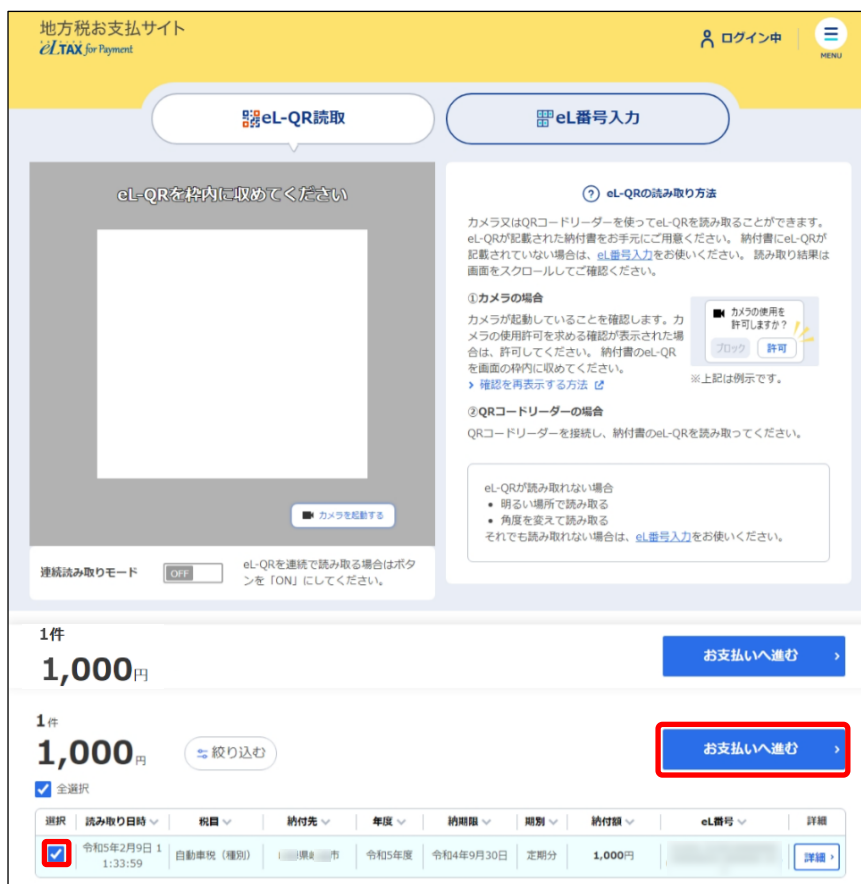 地方税お支払サイト
eLTAX for Payment
ログイン中
MENU
eL-QR読取
eL番号入力
eL-QRを枠内に収めてください
カメラを起動する
連続読み取りモード
OFF
eL-QRを連続で読み取る場合はボタ
ンを「ON」にしてください。
? eL-QRの読み取り方法
カメラ又はQRコードリーダーを使ってeL-QRを読み取ることができます。
eL-QRが記載された納付書をお手元にご用意ください。 納付書にeL-QRが
記載されていない場合は、eL番号入力をお使いください。 読み取り結果は
画面をスクロールしてご確認ください。
①カメラの場合
カメラが起動していることを確認します。カ
メラの使用許可を求める確認が表示された場
合は、許可してください。 納付書のeL-QR
を画面の枠内に収めてください。
> 確認を再表示する方法
カメラの使用を
許可しますか？
ブロック 許可
※上記は例示です。
②QRコードリーダーの場合
QRコードリーダーを接続し、納付書のeL-QRを読み取ってください。
eL-QRが読み取れない場合
• 明るい場所で読み取る
• 角度を変えて読み取る
それでも読み取れない場合は、eL番号入力をお使いください。
1件
1,000円
お支払いへ進む ›
1件
1,000円
絞り込む
お支払いへ進む ›
全選択
選択 読み取り日時 税目 納付先 年度 納期限 期別 納付額 eL番号 詳細
令和5年2月9日 1
1:33:59
自動車税（種別） 県 市 令和5年度 令和4年9月30日 定期分 1,000円 詳細 ›